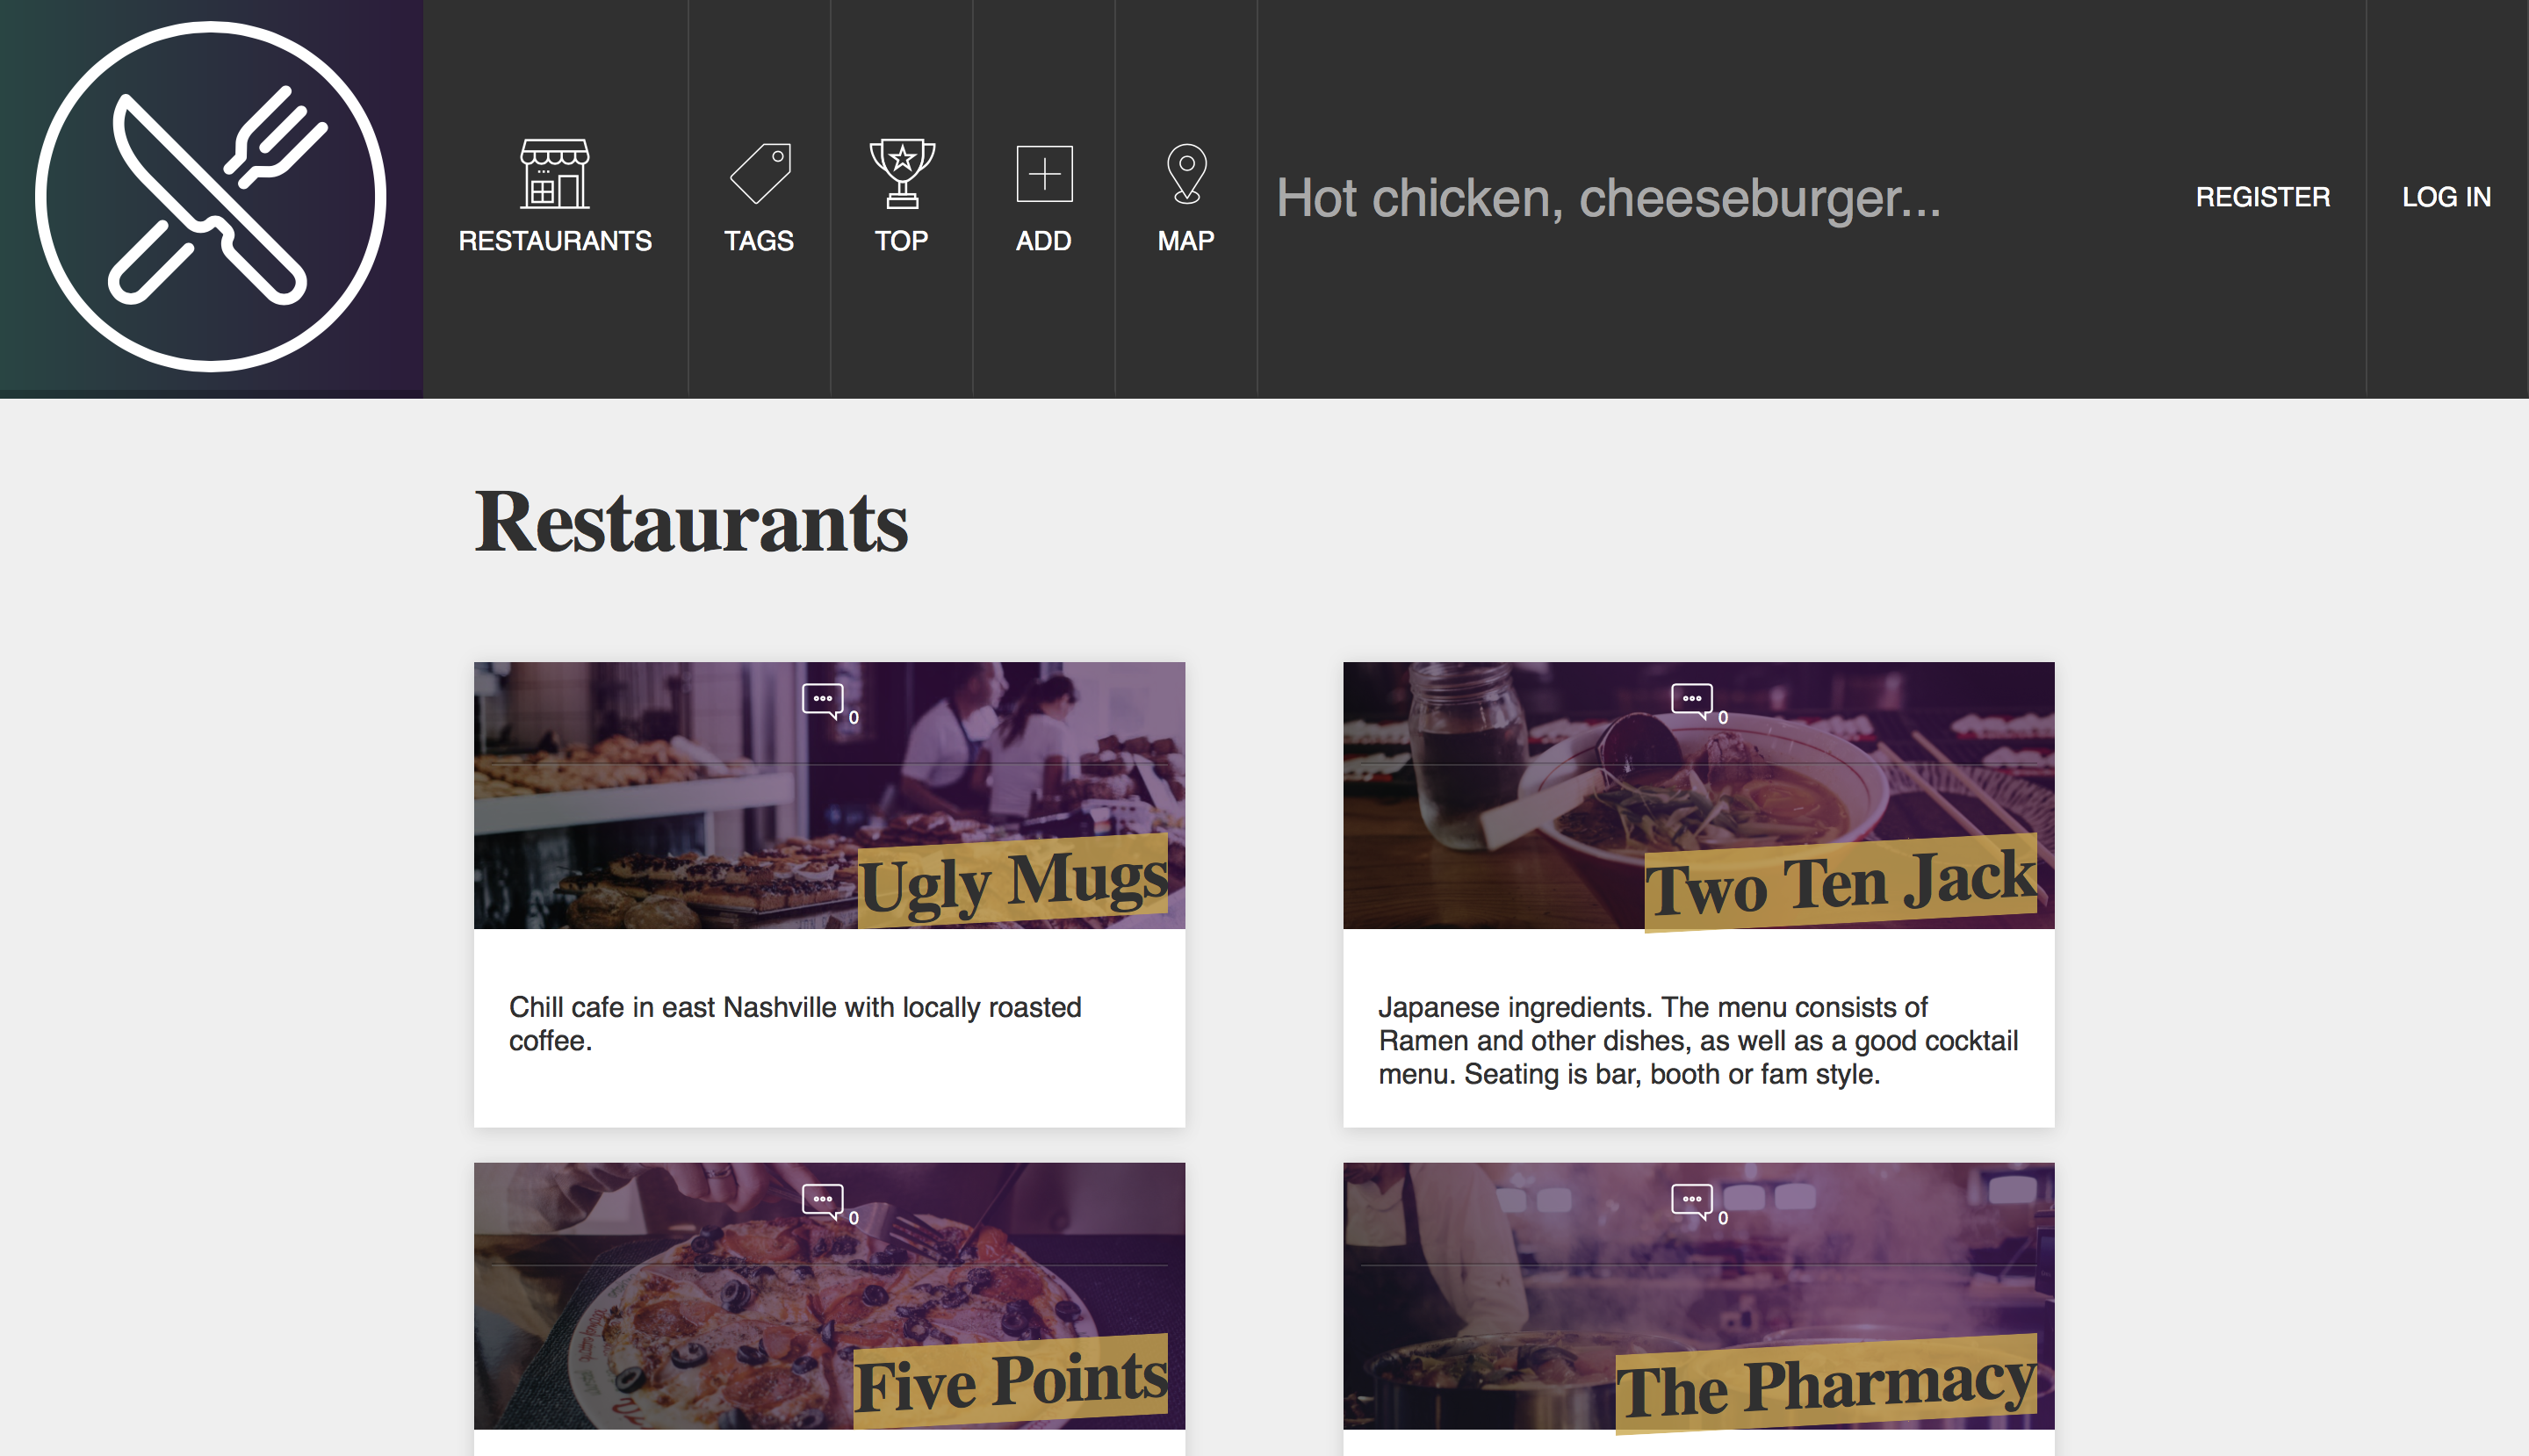 RESTAURANTS
TAGS
TOP
ADD
MAP
Hot chicken, cheeseburger...
REGISTER
LOG IN
Restaurants
0
Ugly Mugs
Chill cafe in east Nashville with locally roasted
coffee.
0
Two Ten Jack
Japanese ingredients. The menu consists of
Ramen and other dishes, as well as a good cocktail
menu. Seating is bar, booth or fam style.
0
Five Points
0
The Pharmacy